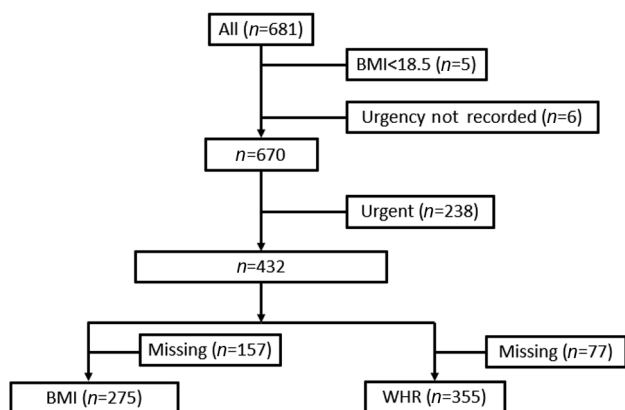 All (n=681)
BMI<18.5 (n=5)
Urgency not recorded (n=6)
n=670
Urgent (n=238)
n=432
Missing (n=157)
Missing (n=77)
BMI (n=275)
WHR (n=355)